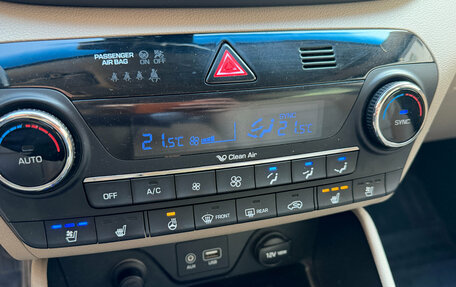 PASSENGER
AIR BAG
ON OFF
SYNC
21.5°C
21.5°C
Clean Air
AUTO
SYNC
OFF
A/C
FRONT
REAR
AUX
USB
12V